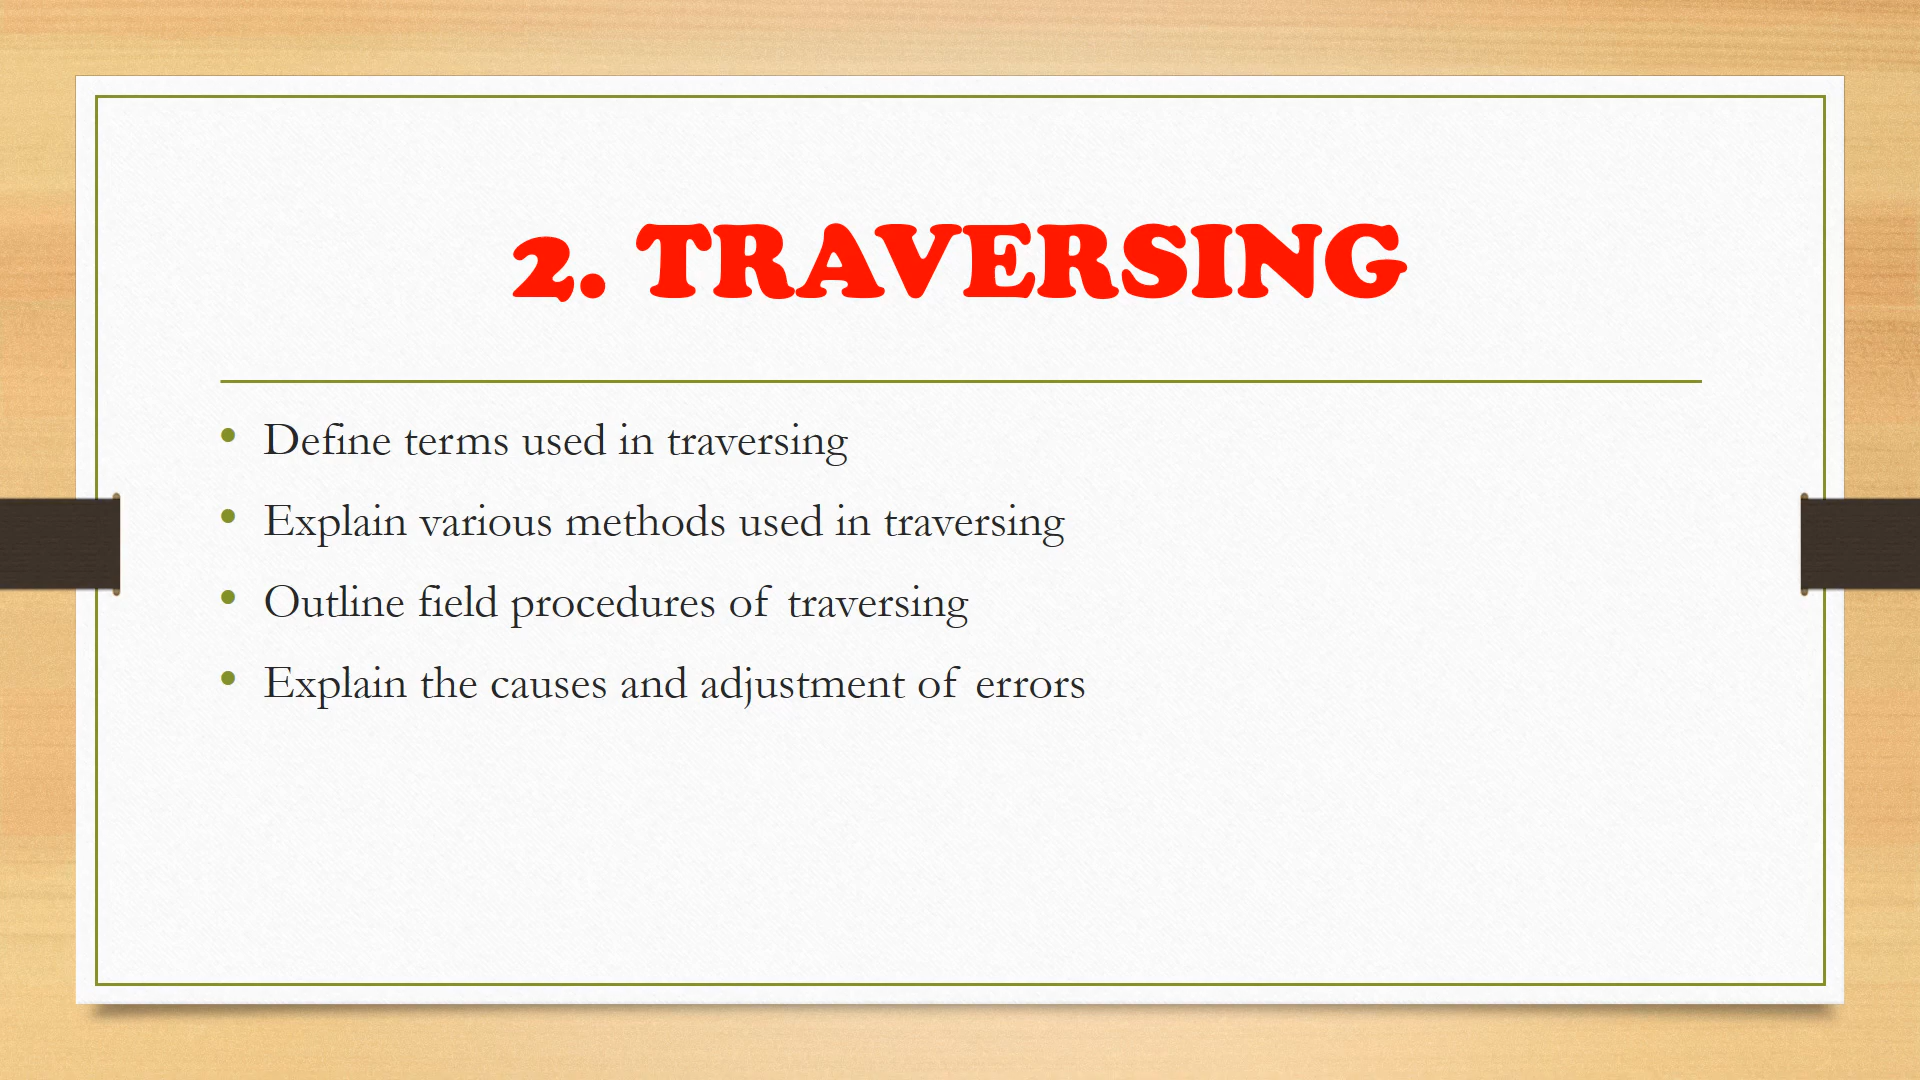 2. TRAVERSING
• Define terms used in traversing
• Explain various methods used in traversing
• Outline field procedures of traversing
• Explain the causes and adjustment of errors